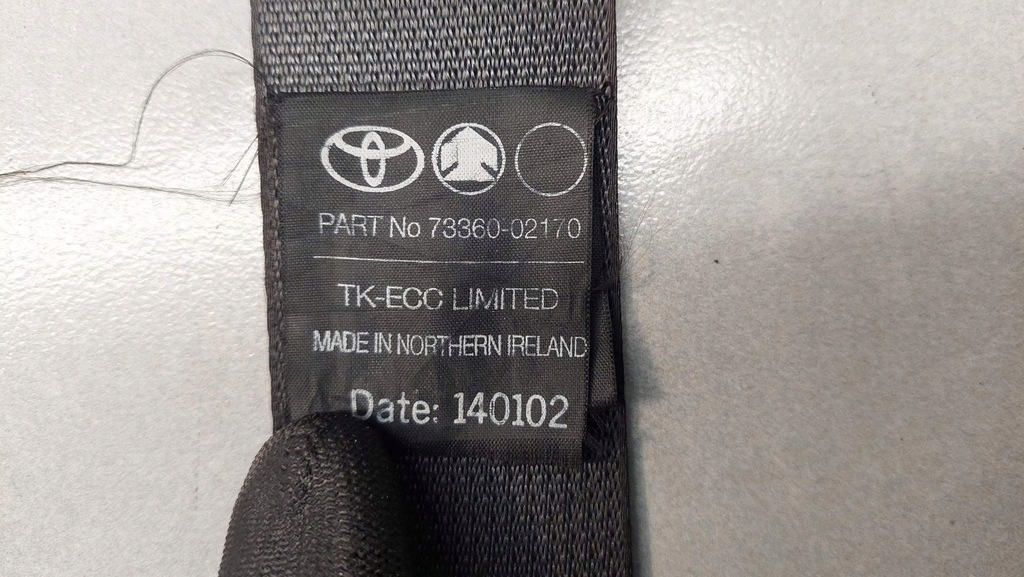 PART No 73360-02170
TK-ECC LIMITED
MADE IN NORTHERN IRELAND
Date: 140102